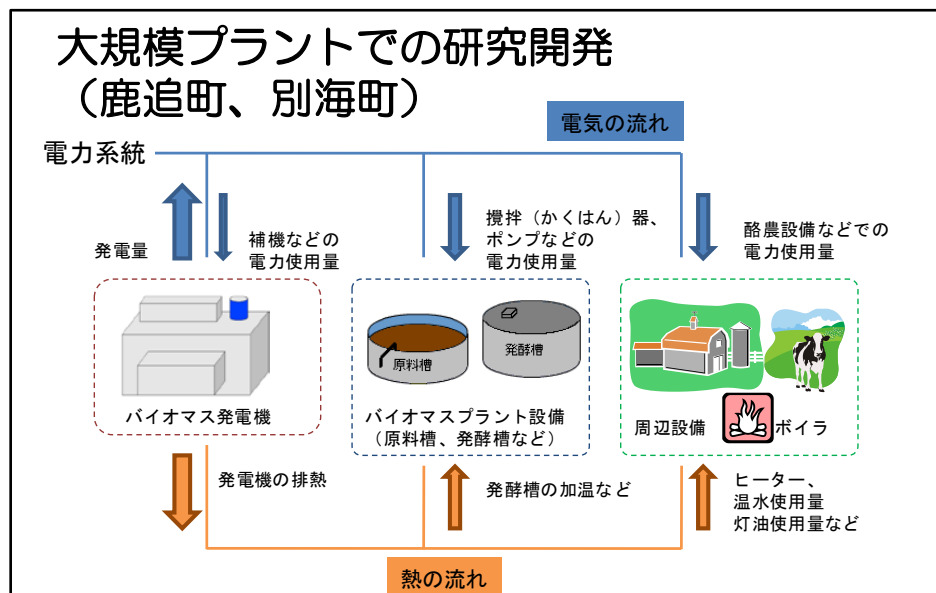 大規模プラントでの研究開発
（鹿追町、別海町）
電気の流れ
電力系統
発電量
補機などの
電力使用量
攪拌（かくはん）器、
ポンプなどの
電力使用量
酪農設備などでの
電力使用量
原料槽
発酵槽
バイオマス発電機
バイオマスプラント設備
（原料槽、発酵槽など）
周辺設備
ボイラ
発電機の排熱
発酵槽の加温など
ヒーター、
温水使用量
灯油使用量など
熱の流れ